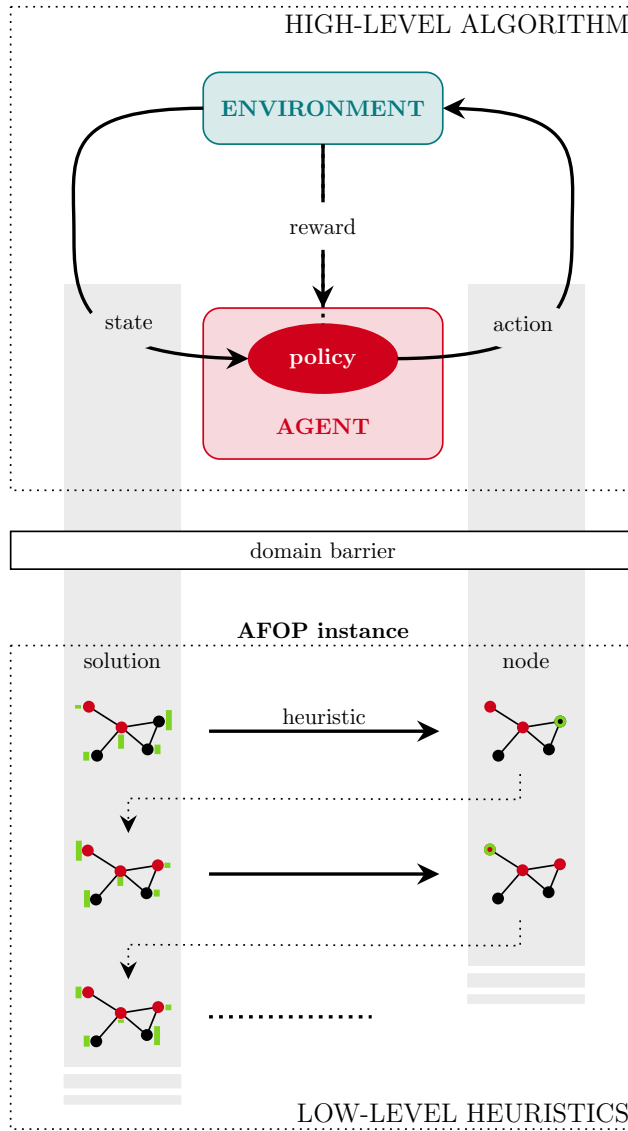 HIGH-LEVEL ALGORITHM
ENVIRONMENT
reward
state
action
policy
AGENT
domain barrier
AFOP instance
solution
node
heuristic
LOW-LEVEL HEURISTICS